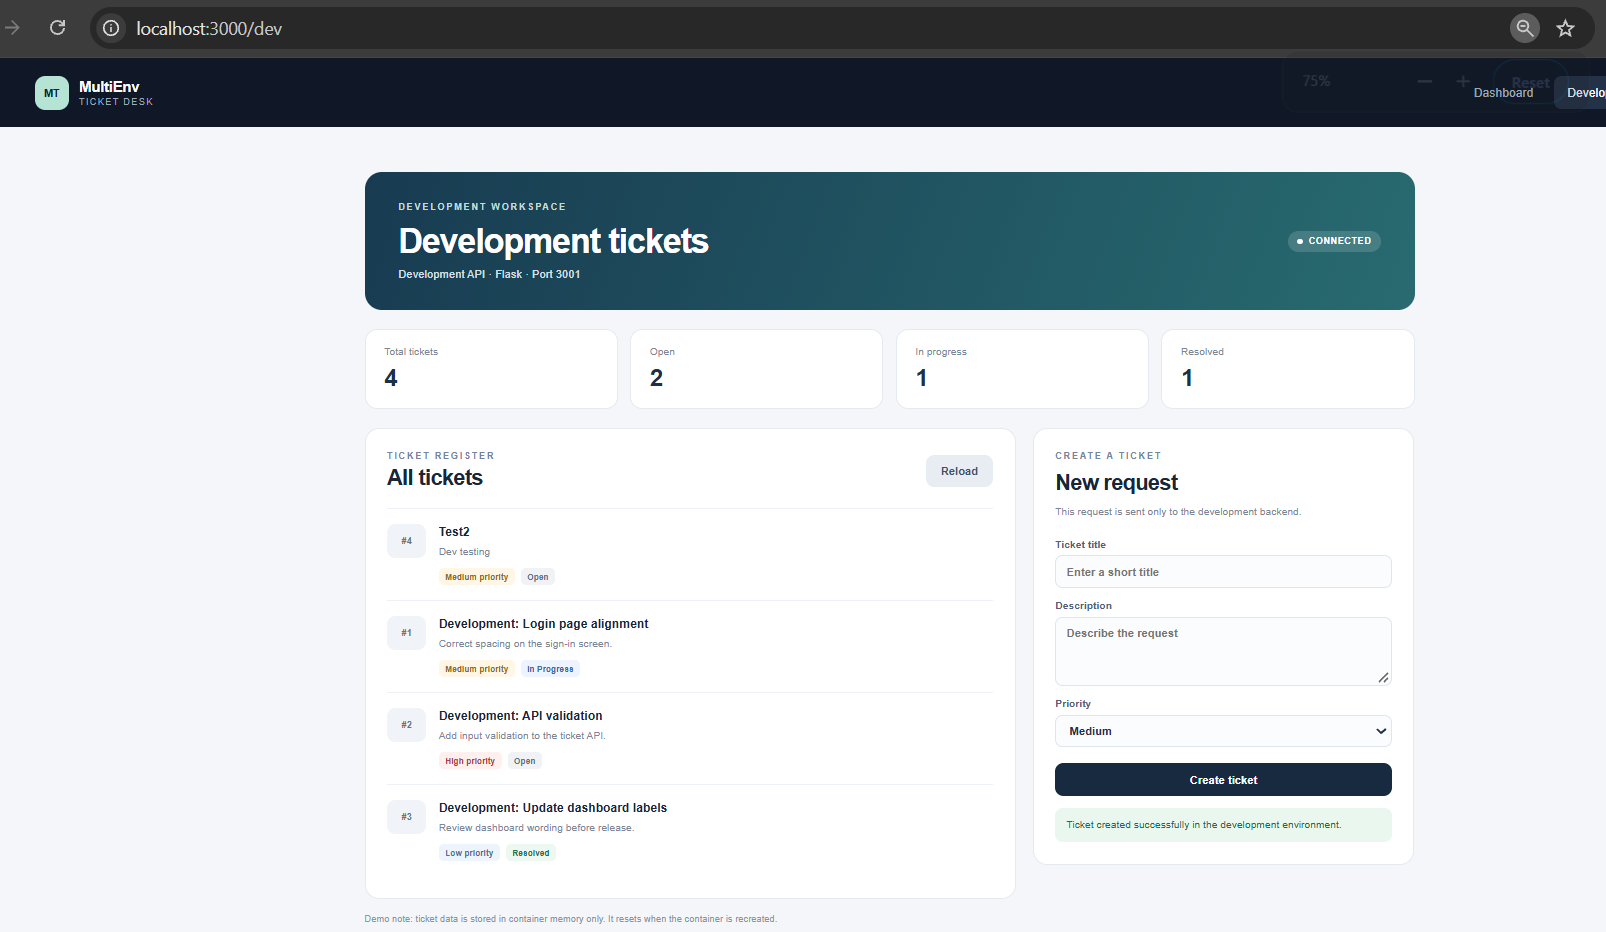 localhost:3000/dev
75%
Reset
MT
MultiEnv
TICKET DESK
Dashboard
Develop
DEVELOPMENT WORKSPACE
Development tickets
Development API · Flask · Port 3001
CONNECTED
Total tickets
4
Open
2
In progress
1
Resolved
1
TICKET REGISTER
All tickets
Reload
#4
Test2
Dev testing
Medium priority
Open
#1
Development: Login page alignment
Correct spacing on the sign-in screen.
Medium priority
In Progress
#2
Development: API validation
Add input validation to the ticket API.
High priority
Open
#3
Development: Update dashboard labels
Review dashboard wording before release.
Low priority
Resolved
CREATE A TICKET
New request
This request is sent only to the development backend.
Ticket title
Enter a short title
Description
Describe the request
Priority
Medium
Create ticket
Ticket created successfully in the development environment.
Demo note: ticket data is stored in container memory only. It resets when the container is recreated.